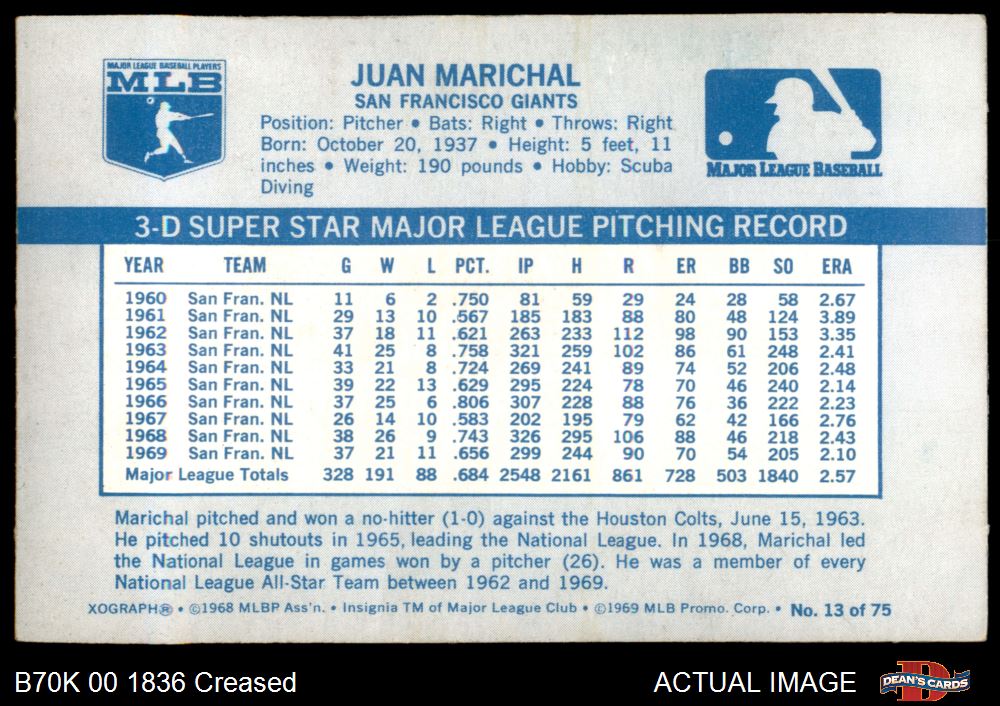 MAJOR LEAGUE BASEBALL PLAYERS
MLB
JUAN MARICHAL
SAN FRANCISCO GIANTS
Position: Pitcher • Bats: Right • Throws: Right
Born: October 20, 1937 • Height: 5 feet, 11
inches • Weight: 190 pounds • Hobby: Scuba
Diving
MAJOR LEAGUE BASEBALL
3-D SUPER STAR MAJOR LEAGUE PITCHING RECORD
YEAR TEAM G W L PCT. IP H R ER BB SO ERA
1960 San Fran. NL 11 6 2 .750 81 59 29 24 28 58 2.67
1961 San Fran. NL 29 13 10 .567 185 183 88 80 48 124 3.89
1962 San Fran. NL 37 18 11 .621 263 233 112 98 90 153 3.35
1963 San Fran. NL 41 25 8 .758 321 259 102 86 61 248 2.41
1964 San Fran. NL 33 21 8 .724 269 241 89 74 52 206 2.48
1965 San Fran. NL 39 22 13 .629 295 224 78 70 46 240 2.14
1966 San Fran. NL 37 25 6 .806 307 228 88 76 36 222 2.23
1967 San Fran. NL 26 14 10 .583 202 195 79 62 42 166 2.76
1968 San Fran. NL 38 26 9 .743 326 295 106 88 46 218 2.43
1969 San Fran. NL 37 21 11 .656 299 244 90 70 54 205 2.10
Major League Totals 328 191 88 .684 2548 2161 861 728 503 1840 2.57
Marichal pitched and won a no-hitter (1-0) against the Houston Colts, June 15, 1963.
He pitched 10 shutouts in 1965, leading the National League. In 1968, Marichal led
the National League in games won by a pitcher (26). He was a member of every
National League All-Star Team between 1962 and 1969.
XOGRAPH® • ©1968 MLBP Ass'n. • Insignia TM of Major League Club • ©1969 MLB Promo. Corp. • No. 13 of 75
B70K 00 1836 Creased ACTUAL IMAGE D DEAN'S CARDS